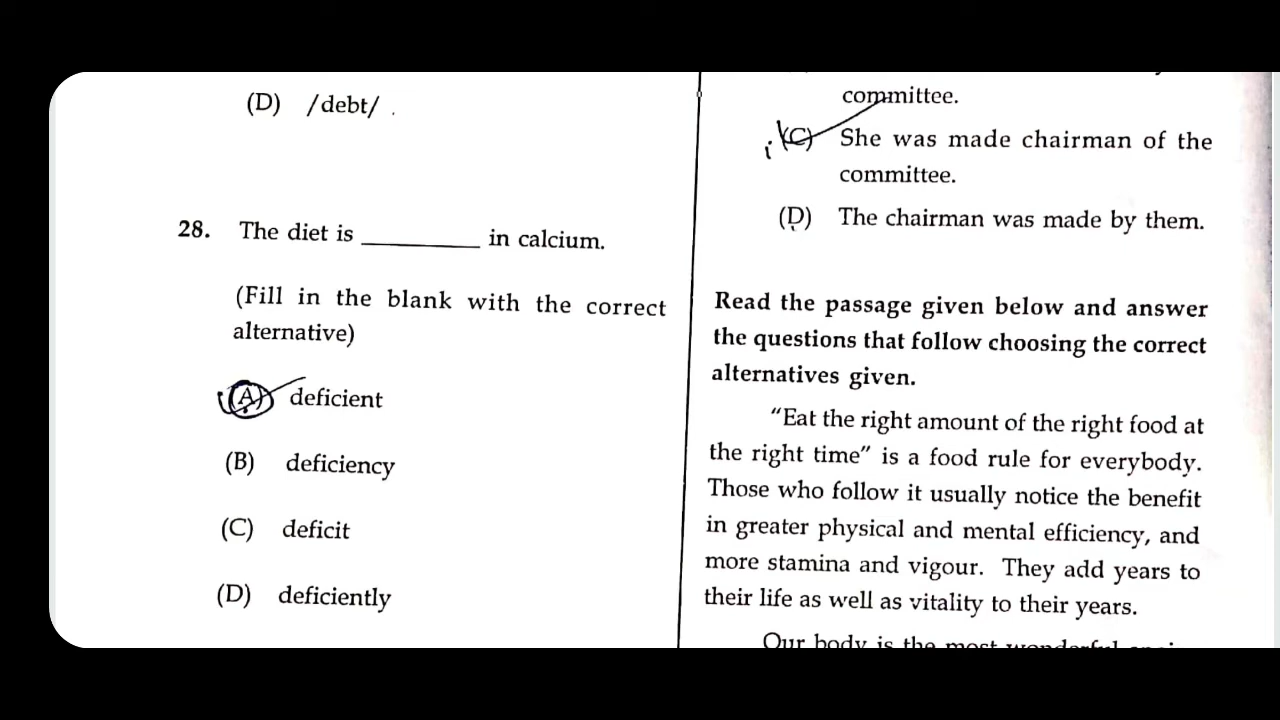 (D) /debt/ .
28. The diet is __________ in calcium.
(Fill in the blank with the correct
alternative)
(A) deficient
(B) deficiency
(C) deficit
(D) deficiently
committee.
(C) She was made chairman of the
committee.
(D) The chairman was made by them.
Read the passage given below and answer
the questions that follow choosing the correct
alternatives given.
“Eat the right amount of the right food at
the right time” is a food rule for everybody.
Those who follow it usually notice the benefit
in greater physical and mental efficiency, and
more stamina and vigour. They add years to
their life as well as vitality to their years.
Our body is the most wonderful